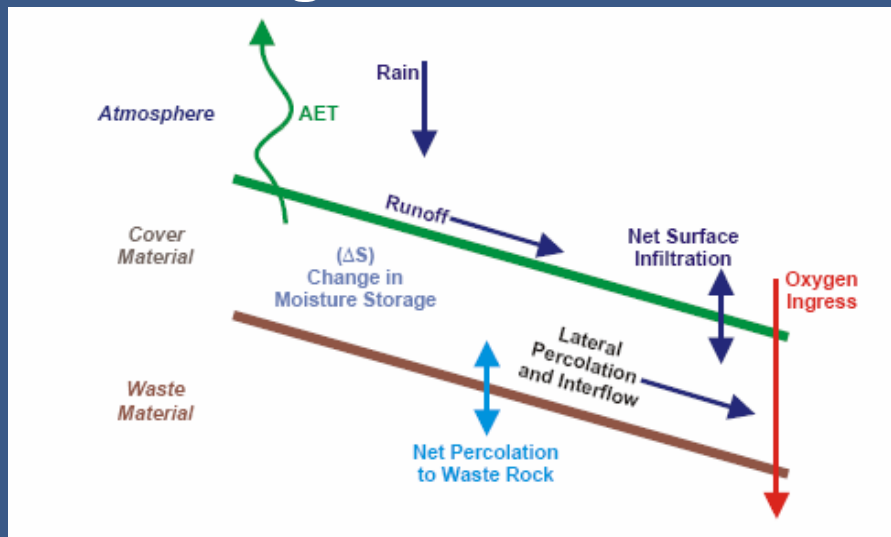 Rain
Atmosphere
AET
Runoff
Cover
Material
(ΔS)
Change in
Moisture Storage
Net Surface
Infiltration
Oxygen
Ingress
Lateral
Percolation
and Interflow
Waste
Material
Net Percolation
to Waste Rock